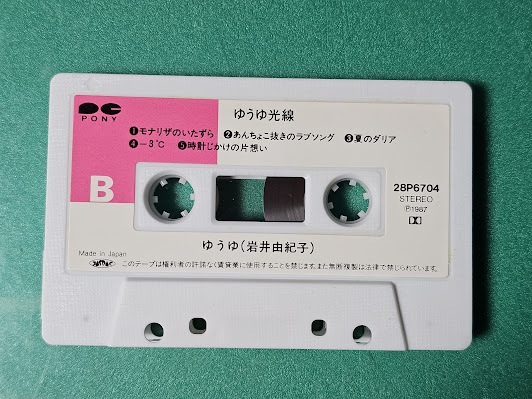 PONY
ゆうゆ光線
❶モナリザのいたずら ❷あんちょこ抜きのラブソング ❸夏のダリア
❹−3℃ ❺時計じかけの片想い
B
28P6704
STEREO
Ⓟ1987
ゆうゆ(岩井由紀子)
Made in Japan
このテープは権利者の許諾なく賃貸業に使用することを禁じます。また無断複製は法律で禁じられています。